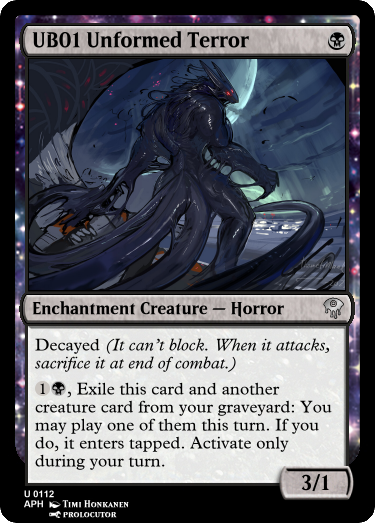 UB01 Unformed Terror
Enchantment Creature — Horror
Decayed (It can't block. When it attacks,
sacrifice it at end of combat.)
1, Exile this card and another
creature card from your graveyard: You
may play one of them this turn. If you
do, it enters tapped. Activate only
during your turn.
3/1
U 0112
APH TIMI HONKANEN
PROLOCUTOR